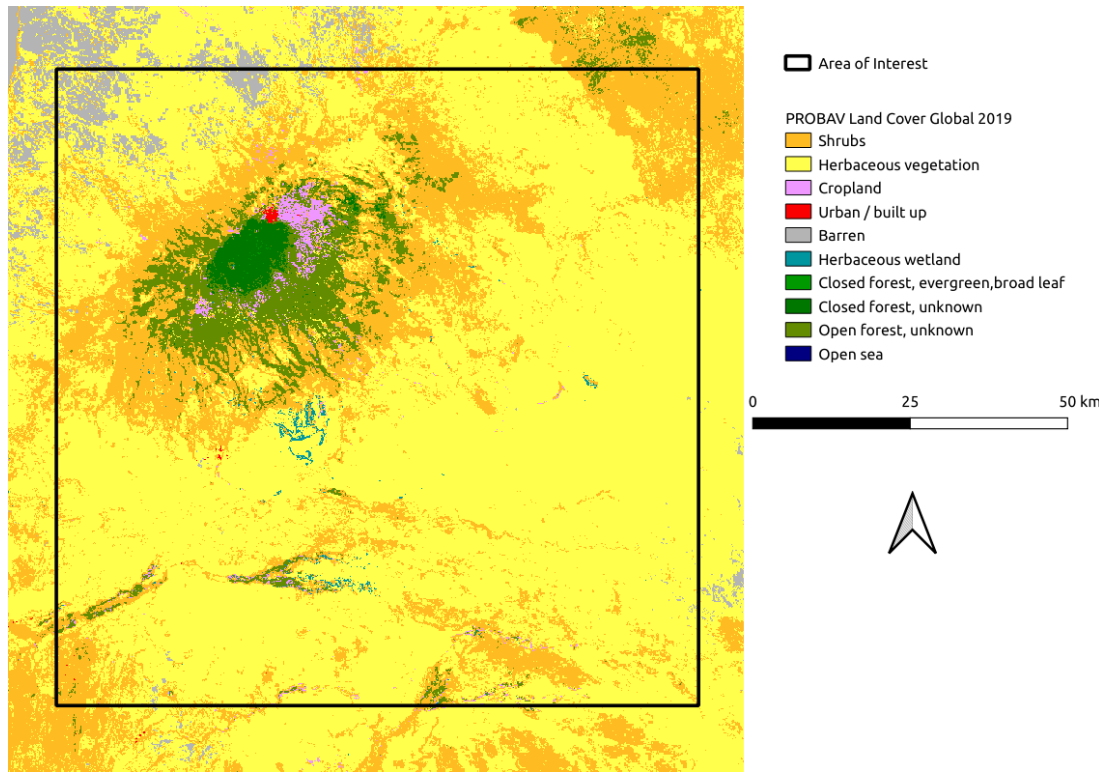 Area of Interest
PROBAV Land Cover Global 2019
Shrubs
Herbaceous vegetation
Cropland
Urban / built up
Barren
Herbaceous wetland
Closed forest, evergreen,broad leaf
Closed forest, unknown
Open forest, unknown
Open sea
0 25 50 km